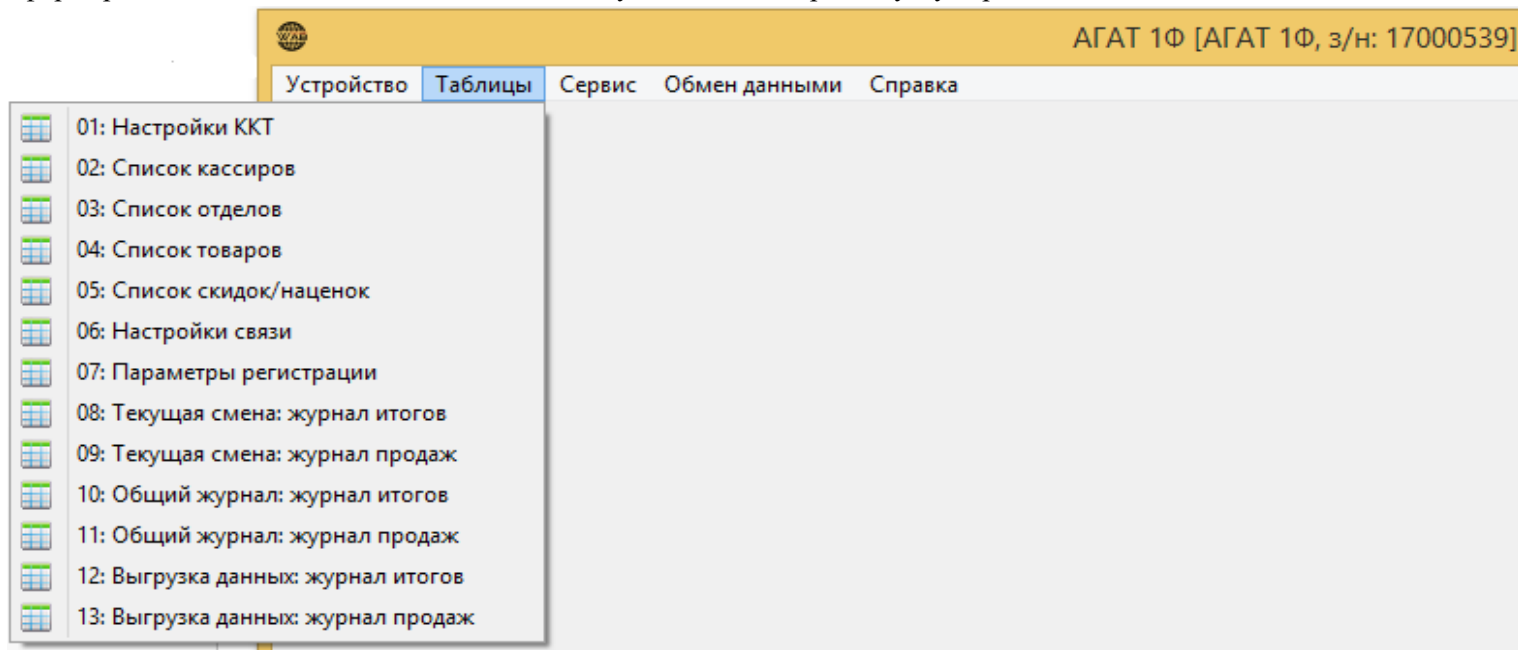 АГАТ 1Ф [АГАТ 1Ф, з/н: 17000539]
Устройство Таблицы Сервис Обмен данными Справка
01: Настройки ККТ
02: Список кассиров
03: Список отделов
04: Список товаров
05: Список скидок/наценок
06: Настройки связи
07: Параметры регистрации
08: Текущая смена: журнал итогов
09: Текущая смена: журнал продаж
10: Общий журнал: журнал итогов
11: Общий журнал: журнал продаж
12: Выгрузка данных: журнал итогов
13: Выгрузка данных: журнал продаж